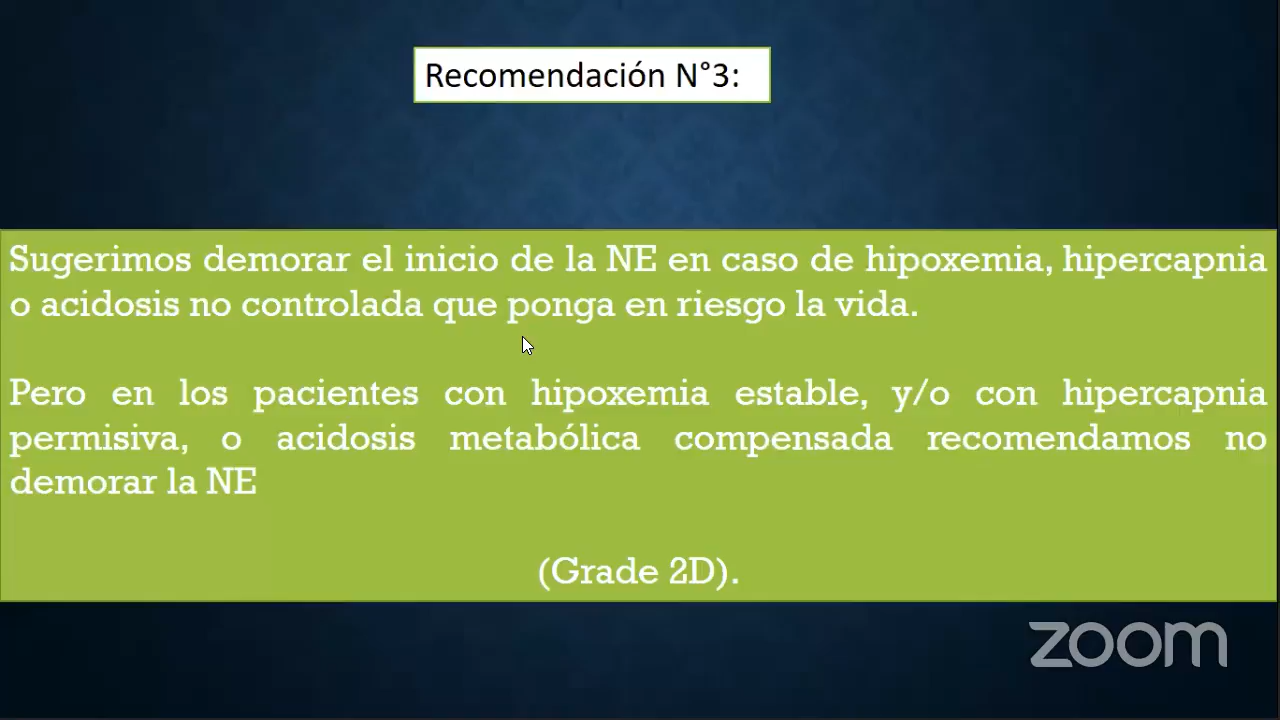 Recomendación N°3:
Sugerimos demorar el inicio de la NE en caso de hipoxemia, hipercapnia
o acidosis no controlada que ponga en riesgo la vida.
Pero en los pacientes con hipoxemia estable, y/o con hipercapnia
permisiva, o acidosis metabólica compensada recomendamos no
demorar la NE
(Grade 2D).
zoom